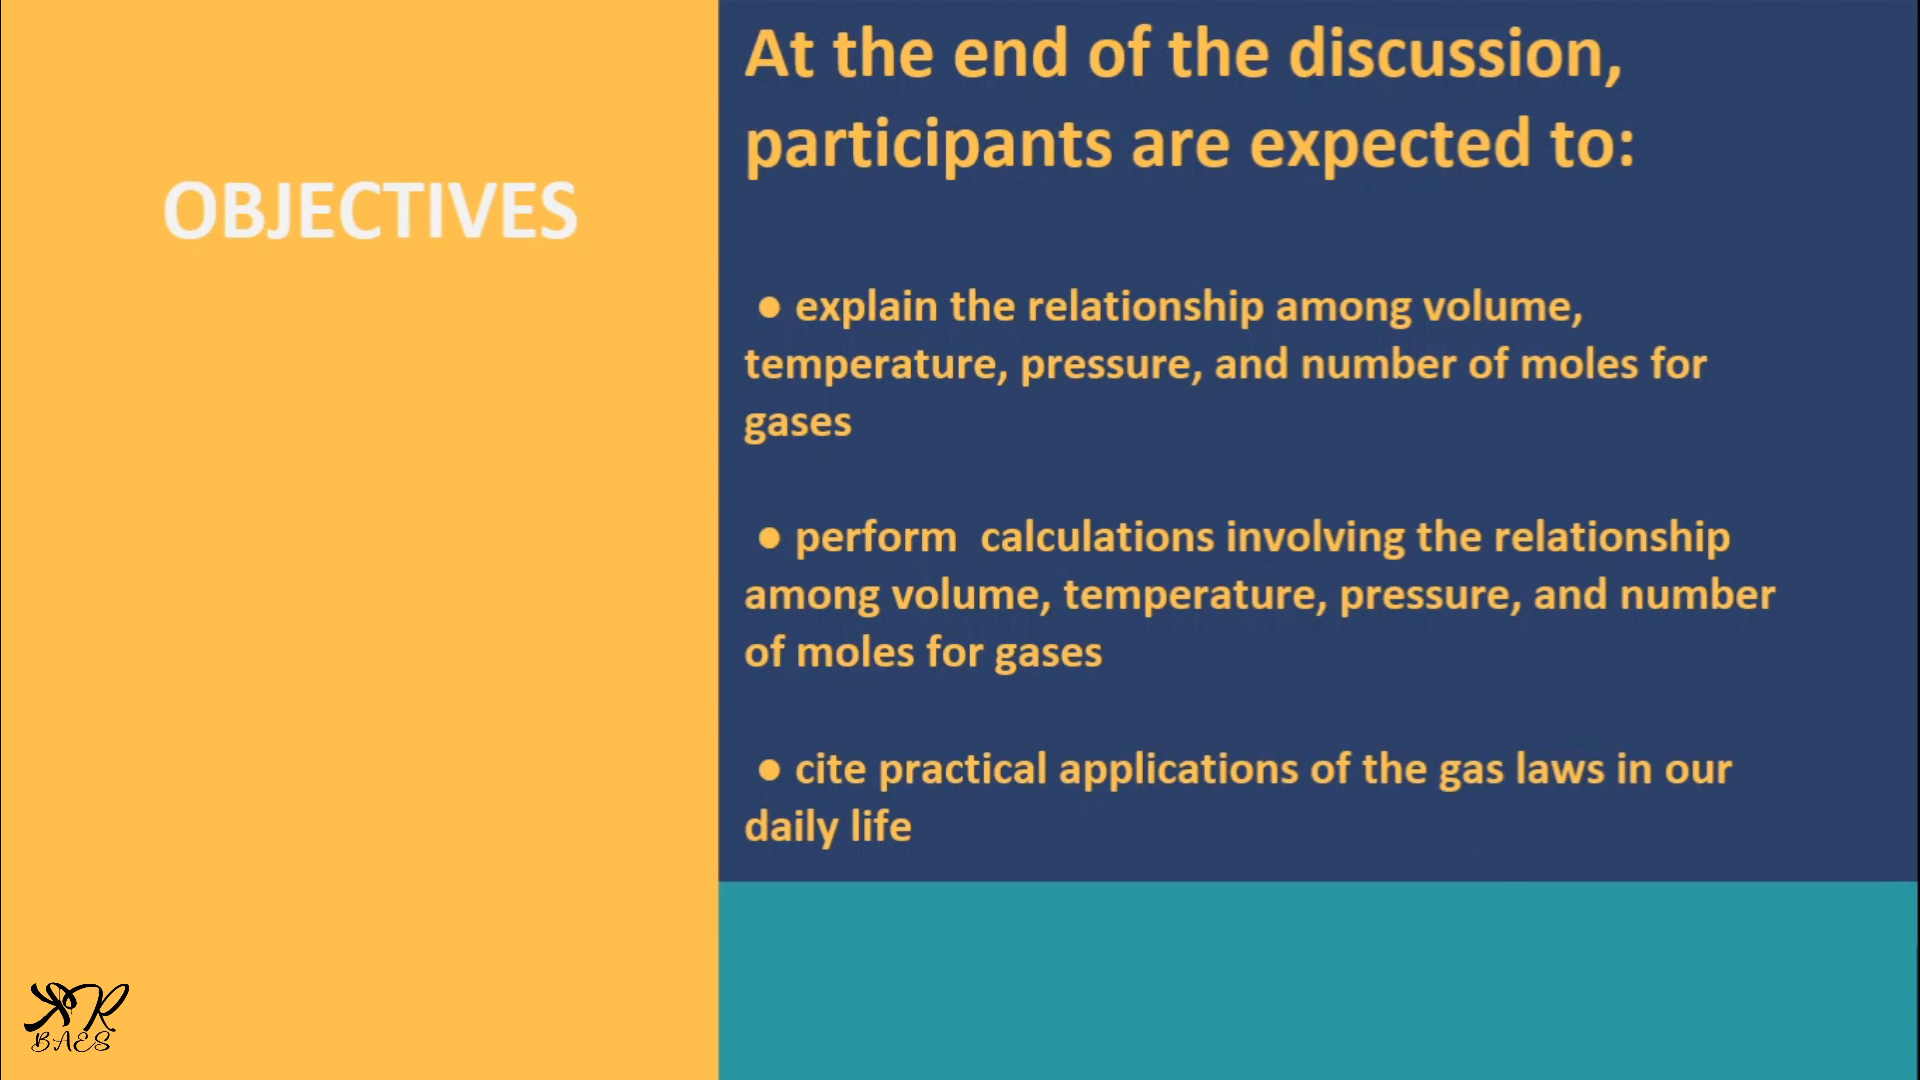 OBJECTIVES
At the end of the discussion,
participants are expected to:
● explain the relationship among volume,
temperature, pressure, and number of moles for
gases
● perform  calculations involving the relationship
among volume, temperature, pressure, and number
of moles for gases
● cite practical applications of the gas laws in our
daily life
KR
BAES